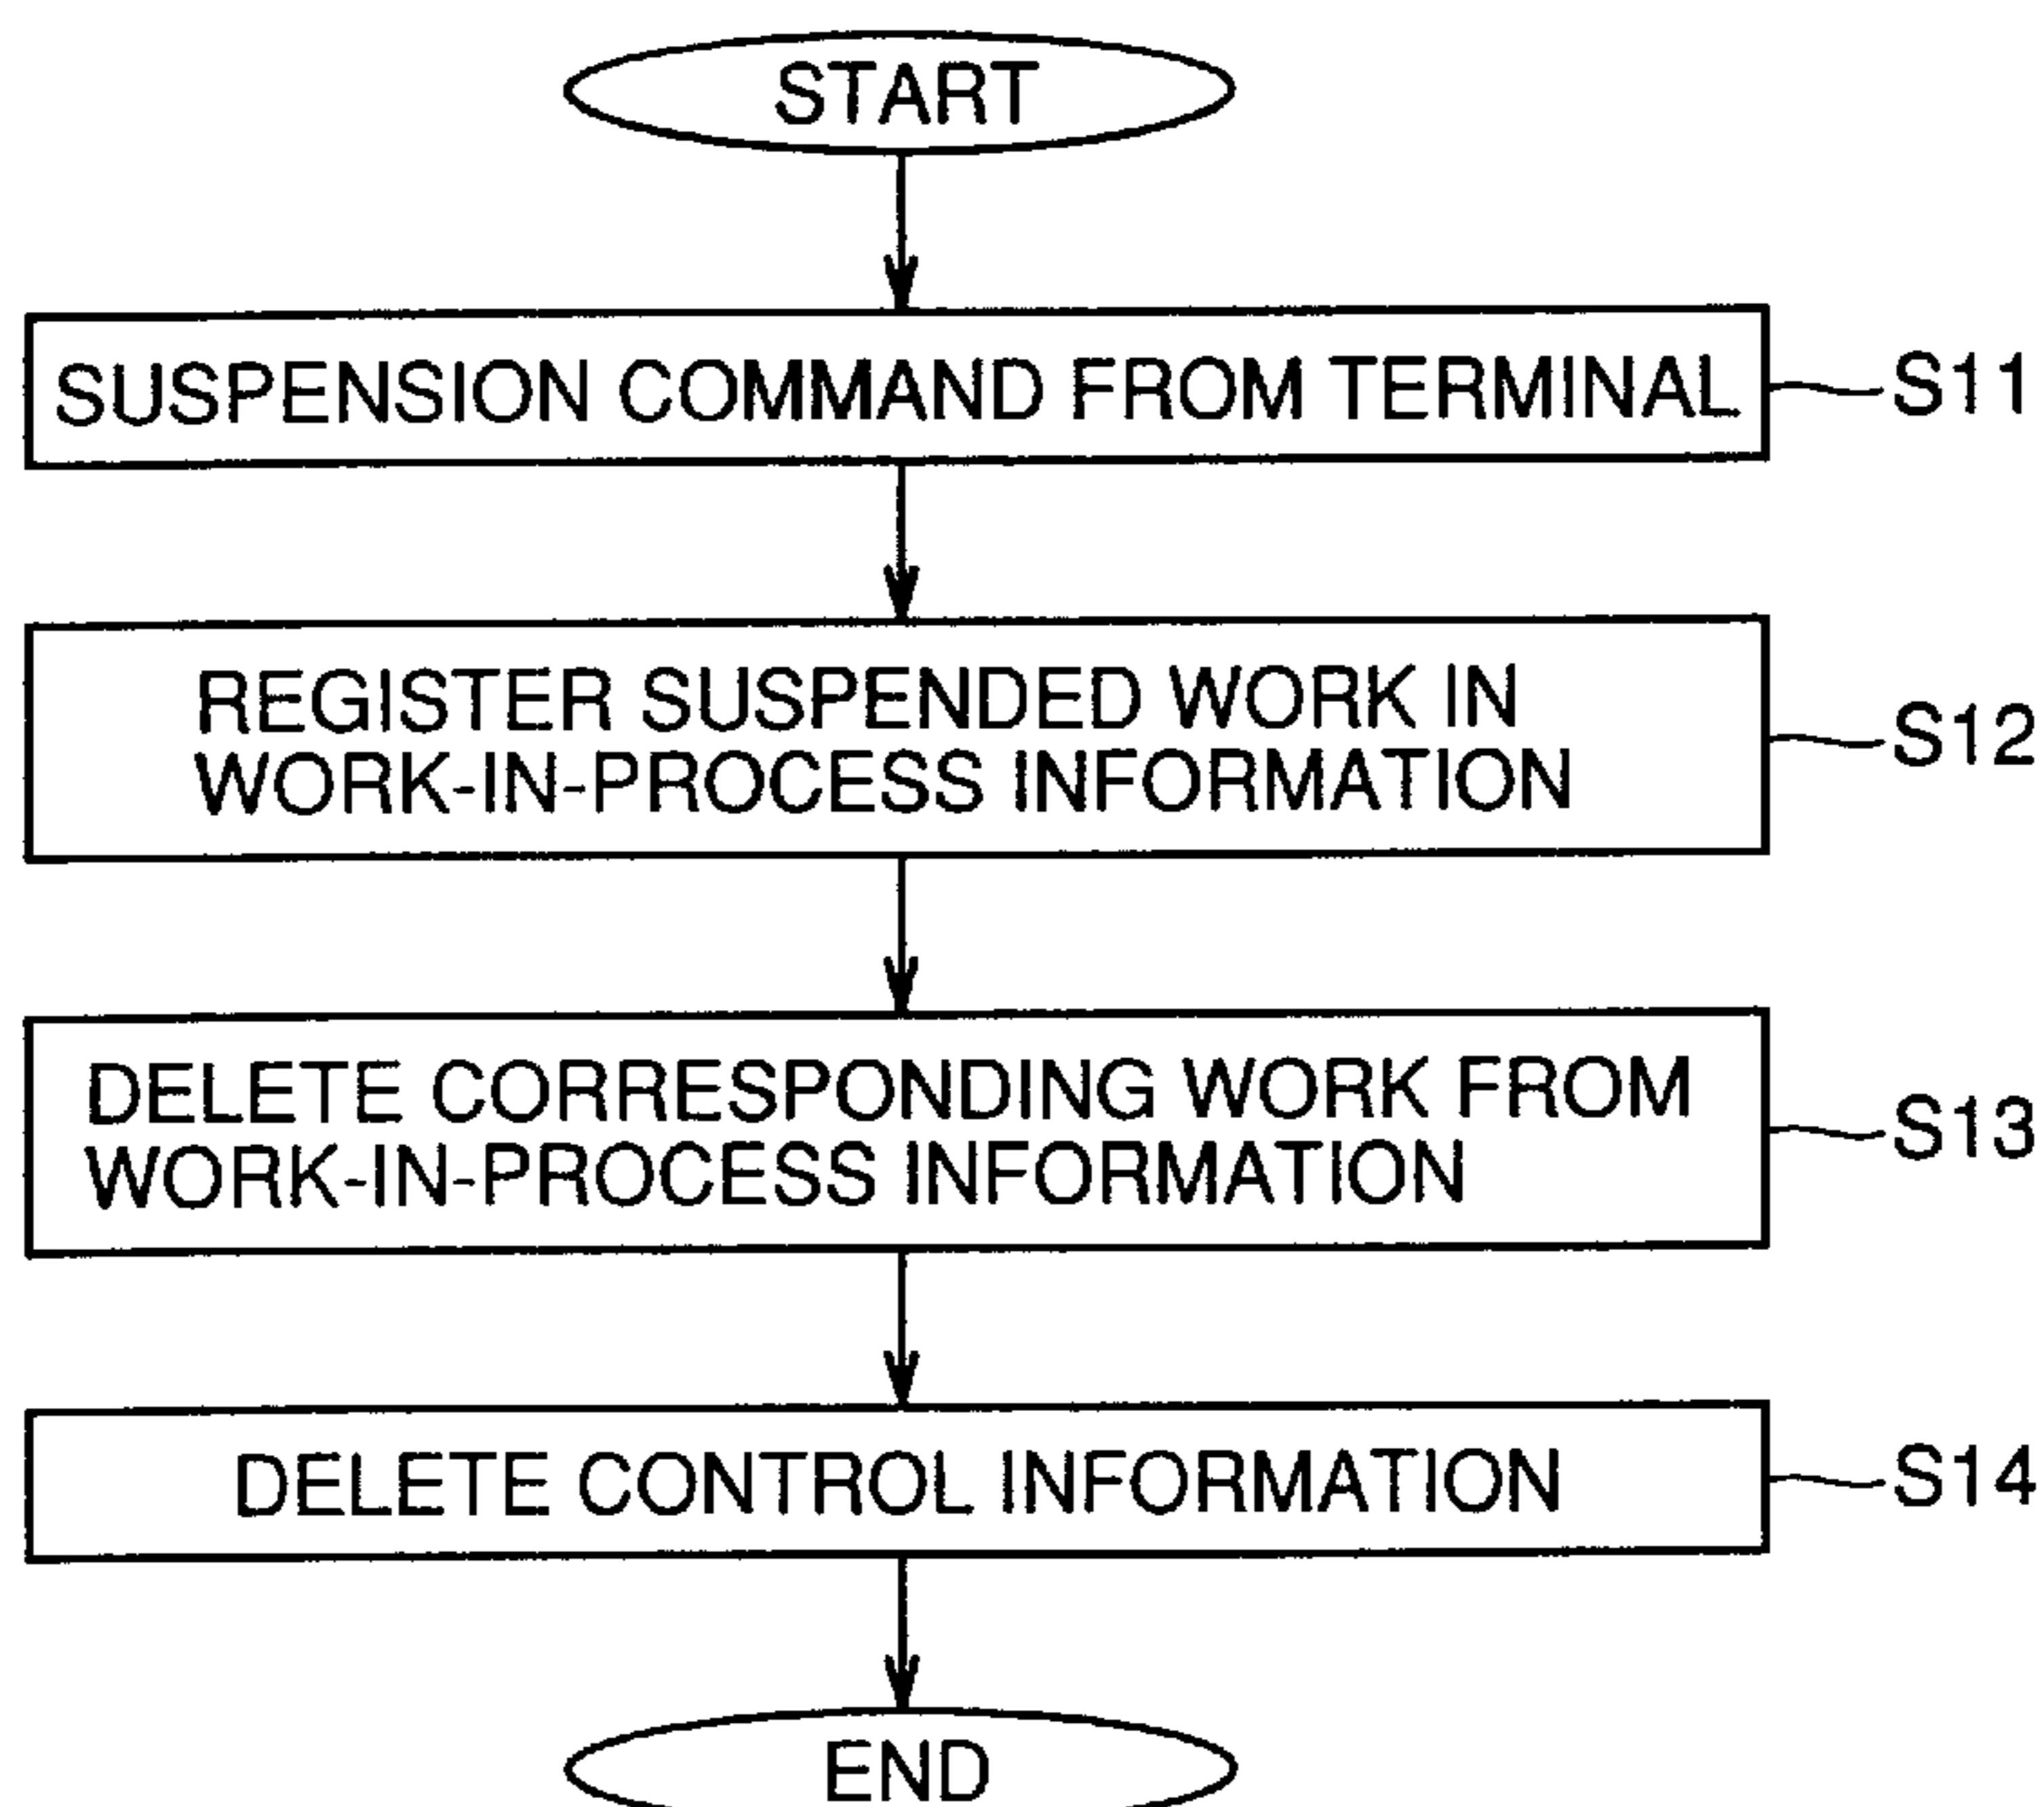 START
SUSPENSION COMMAND FROM TERMINAL
S11
REGISTER SUSPENDED WORK IN
WORK-IN-PROCESS INFORMATION
S12
DELETE CORRESPONDING WORK FROM
WORK-IN-PROCESS INFORMATION
S13
DELETE CONTROL INFORMATION
S14
END